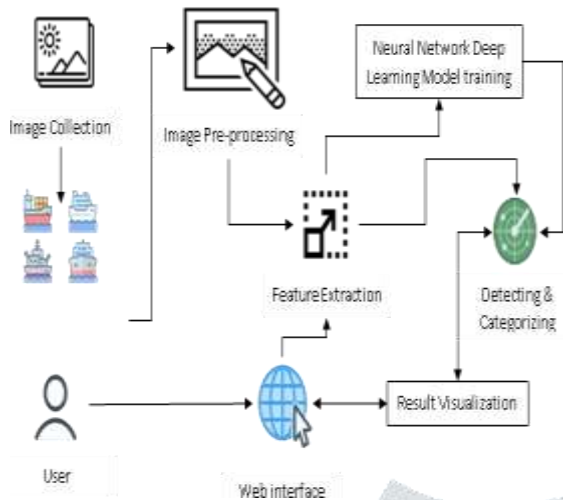 Image Collection
Image Pre-processing
Neural Network Deep
Learning Model training
Feature Extraction
Detecting &
Categorizing
User
Web interface
Result Visualization